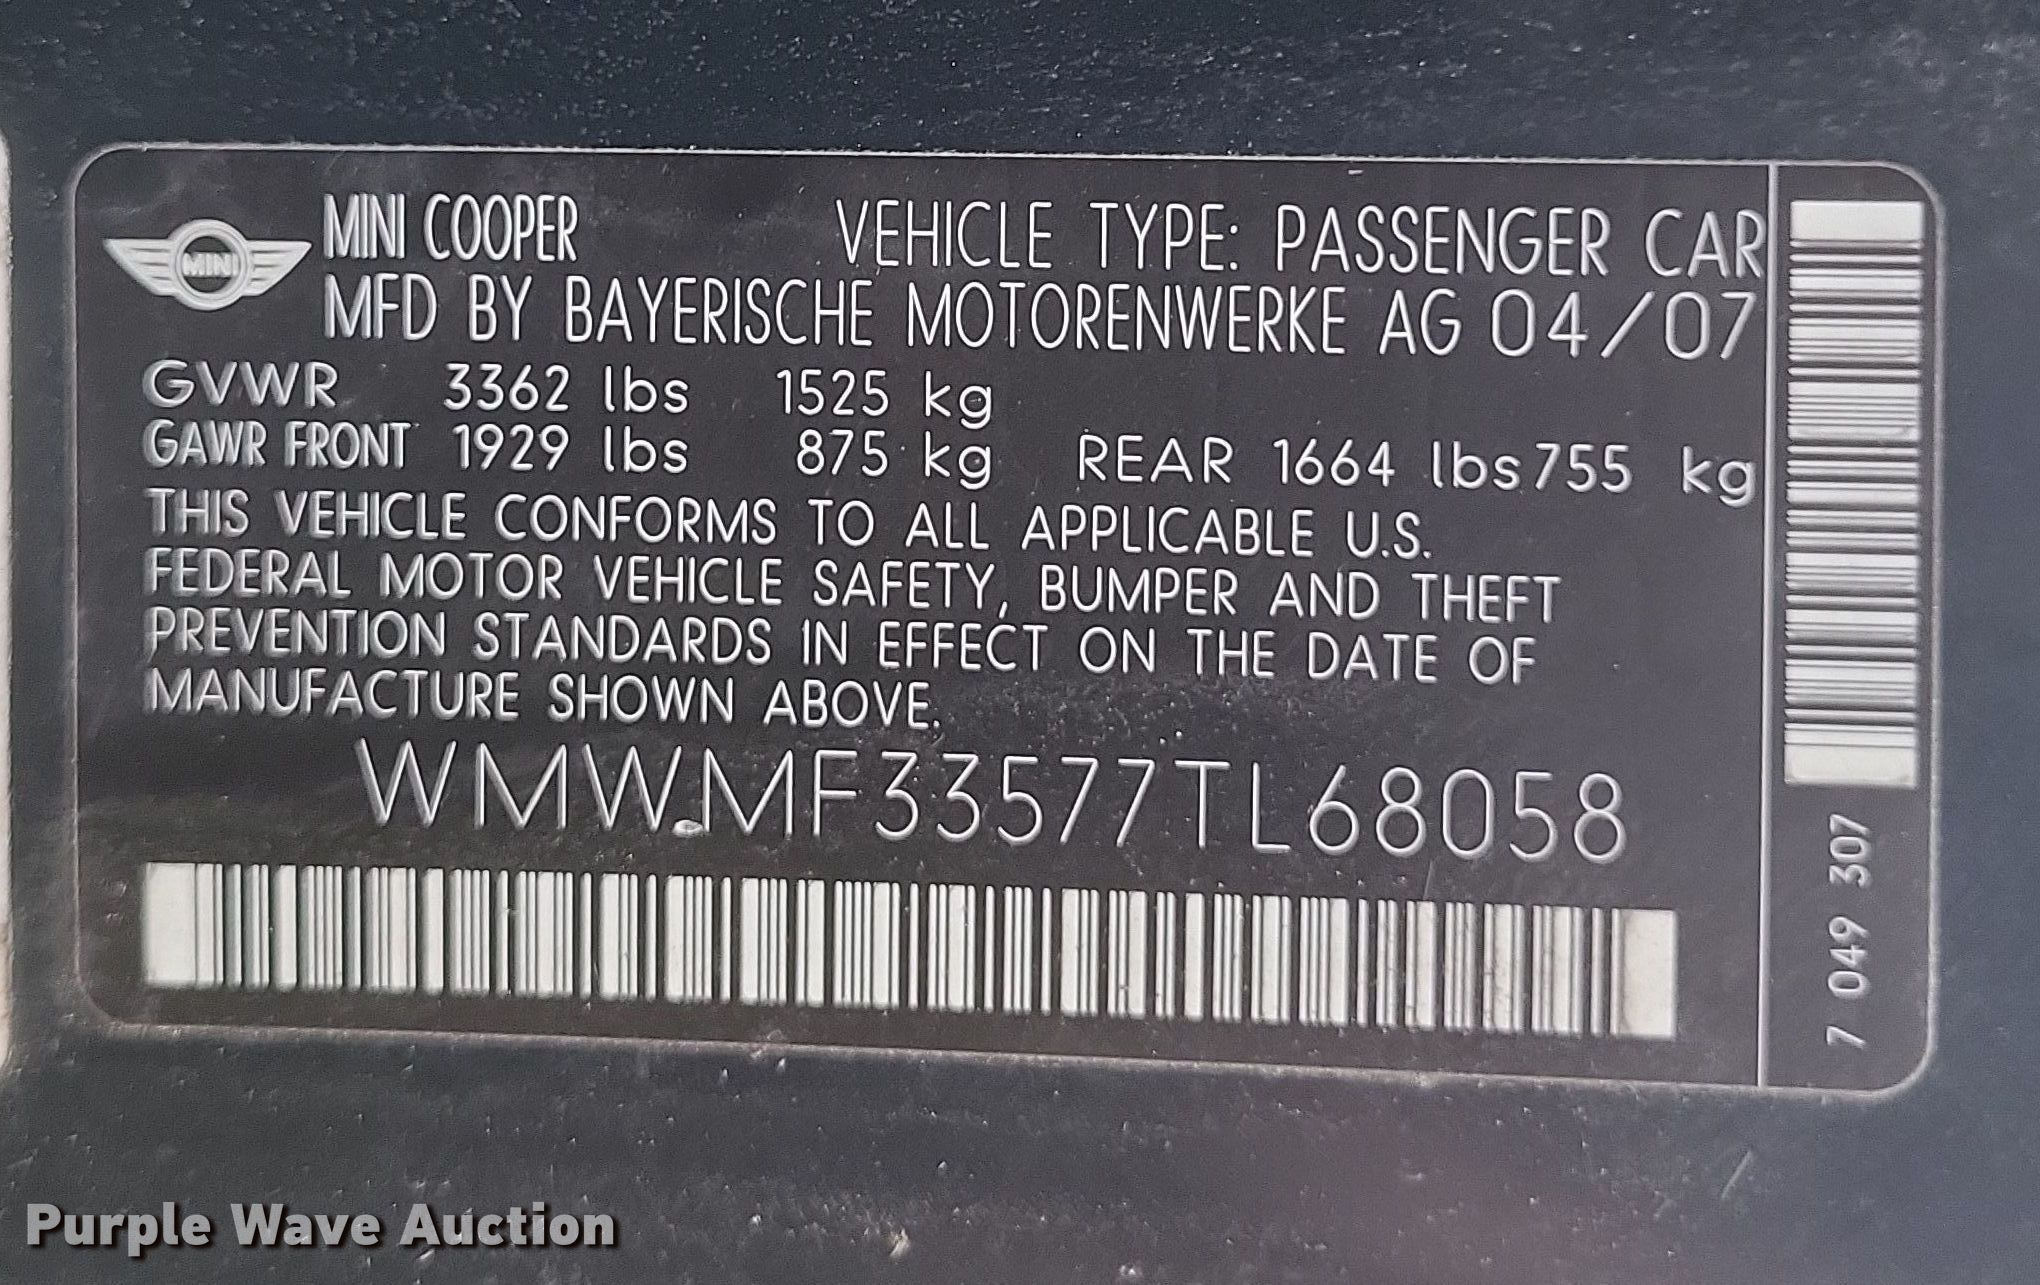 MINI
MINI COOPER VEHICLE TYPE: PASSENGER CAR
MFD BY BAYERISCHE MOTORENWERKE AG 04/07
GVWR 3362 lbs 1525 kg
GAWR FRONT 1929 lbs 875 kg REAR 1664 lbs 755 kg
THIS VEHICLE CONFORMS TO ALL APPLICABLE U.S.
FEDERAL MOTOR VEHICLE SAFETY, BUMPER AND THEFT
PREVENTION STANDARDS IN EFFECT ON THE DATE OF
MANUFACTURE SHOWN ABOVE.
WMWMF33577TL68058
7 049 307
Purple Wave Auction